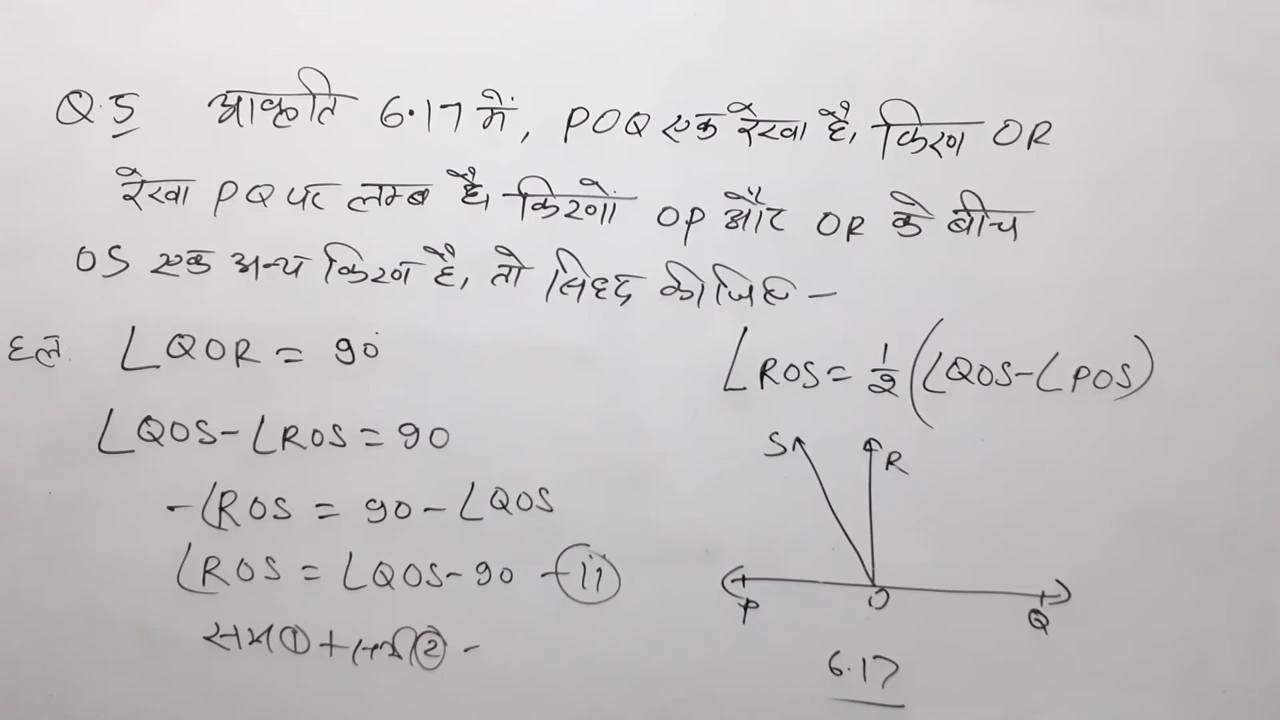 Q.5 आकृति 6.17 में, POQ एक रेखा है, किरण OR
रेखा PQ पर लम्ब है, किरणों OP और OR के बीच
OS एक अन्य किरण है, तो सिद्ध कीजिए –
∠ROS = 1/2 (∠QOS - ∠POS)
हल ∠QOR = 90°
∠QOS - ∠ROS = 90
-∠ROS = 90 - ∠QOS
∠ROS = ∠QOS - 90 - (ii)
समी① + समी② -
S
R
P
O
Q
6.17